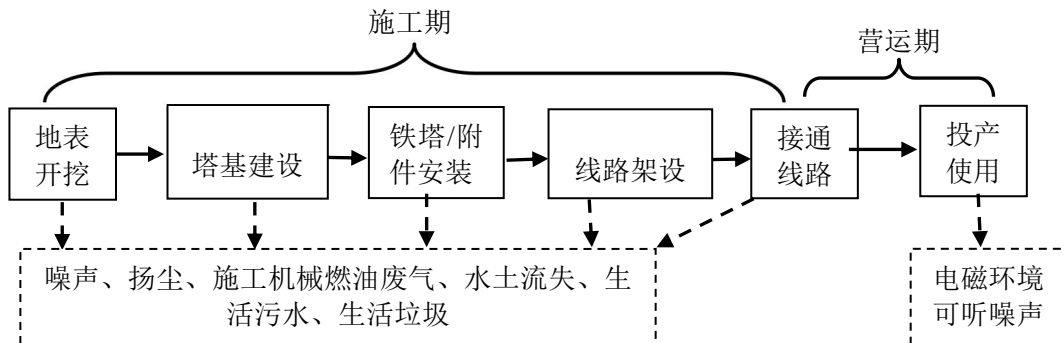 施工期
营运期
地表
开挖
塔基建设
铁塔/附
件安装
线路架设
接通
线路
投产
使用
噪声、扬尘、施工机械燃油废气、水土流失、生
活污水、生活垃圾
电磁环境
可听噪声